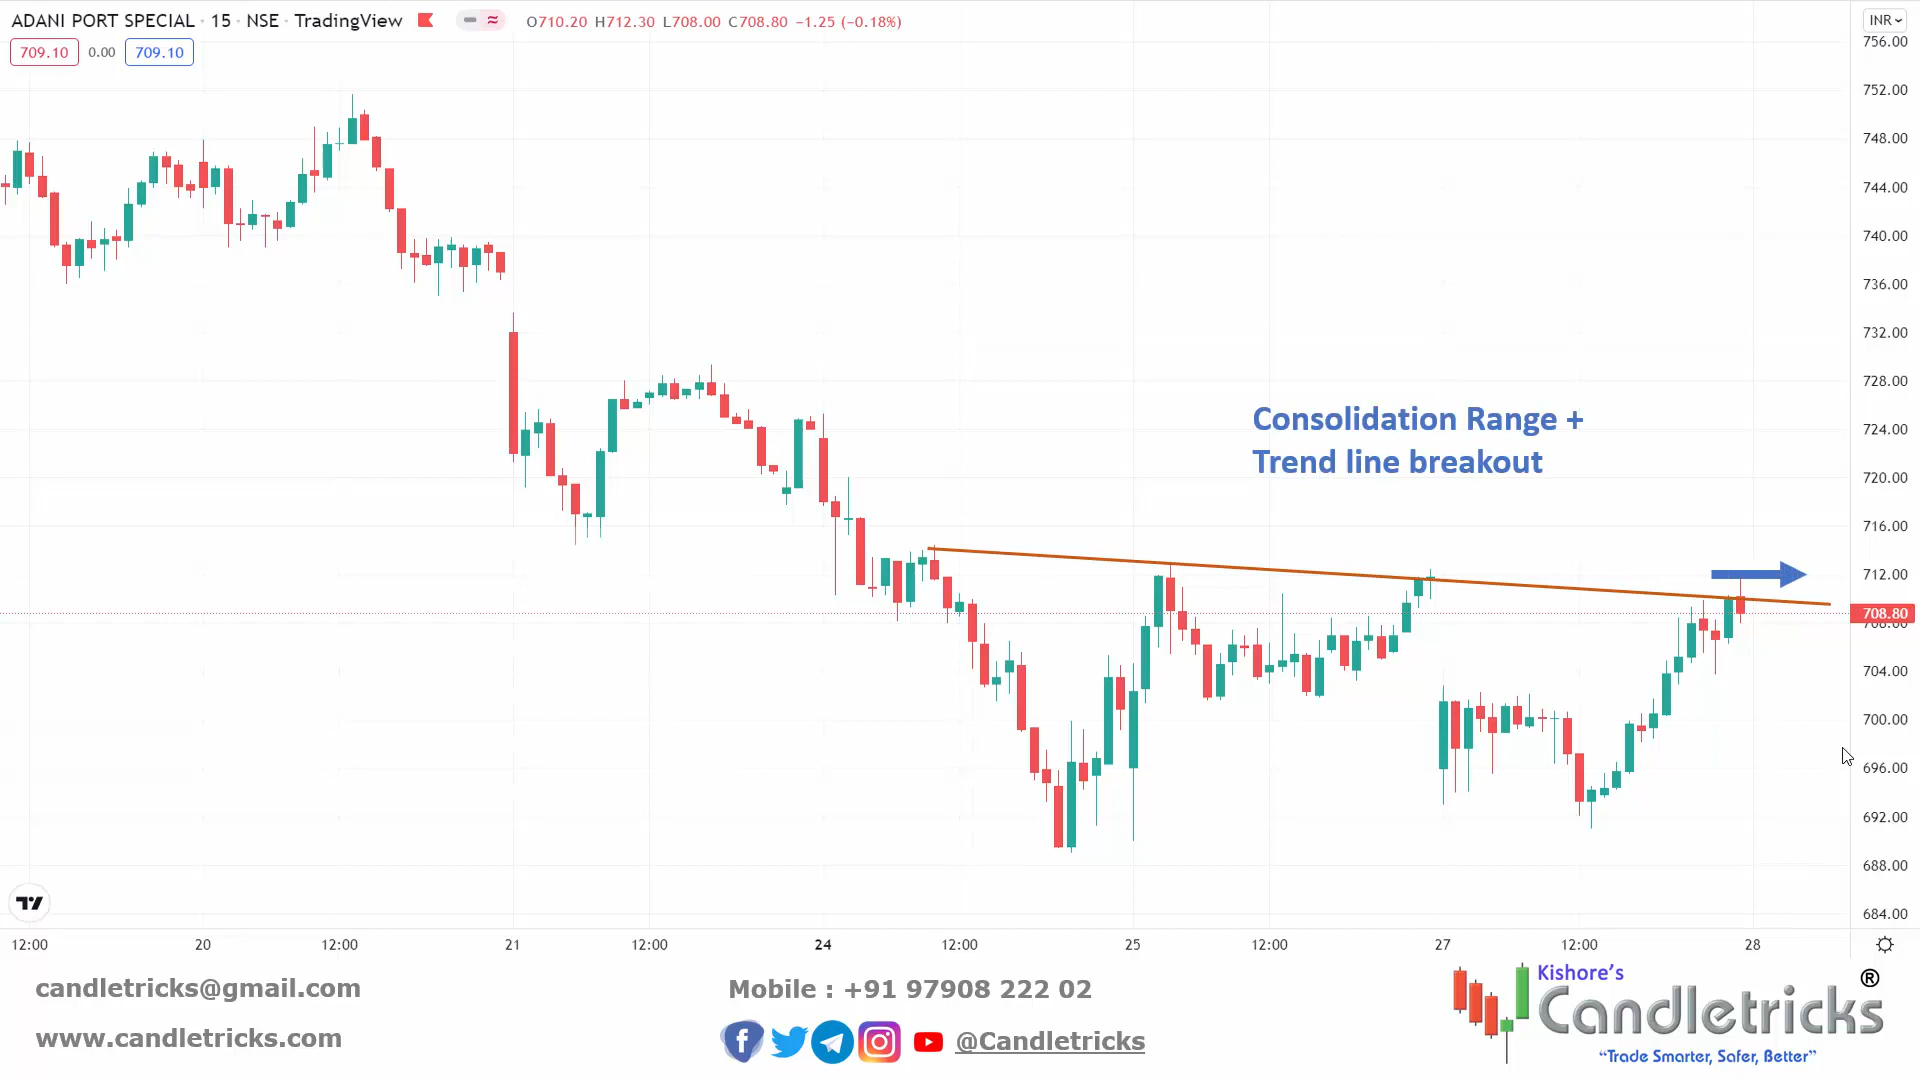 ADANI PORT SPECIAL · 15 · NSE · TradingView
O710.20 H712.30 L708.00 C708.80 −1.25 (−0.18%)
INR
709.10 0.00 709.10
756.00
752.00
748.00
744.00
740.00
736.00
732.00
728.00
Consolidation Range +
Trend line breakout
724.00
720.00
716.00
712.00
708.80
708.00
704.00
700.00
696.00
692.00
688.00
684.00
12:00 20 12:00 21 12:00 24 12:00 25 12:00 27 12:00 28
candletricks@gmail.com
www.candletricks.com
Mobile : +91 97908 222 02
@Candletricks
Kishore's
Candletricks®
“Trade Smarter, Safer, Better”